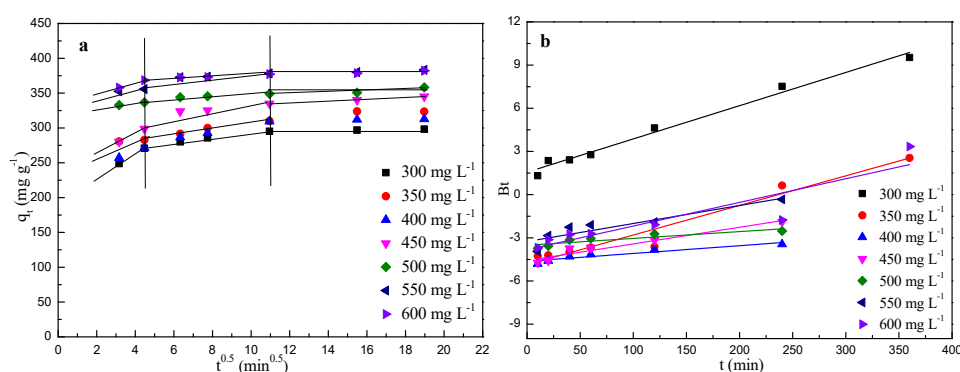 a
450
400
350
300
250
200
150
100
50
0
q_t (mg g⁻¹)
300 mg L⁻¹
350 mg L⁻¹
400 mg L⁻¹
450 mg L⁻¹
500 mg L⁻¹
550 mg L⁻¹
600 mg L⁻¹
0 2 4 6 8 10 12 14 16 18 20 22
t^0.5 (min^0.5)
b
12
9
6
3
0
-3
-6
-9
Bt
300 mg L⁻¹
350 mg L⁻¹
400 mg L⁻¹
450 mg L⁻¹
500 mg L⁻¹
550 mg L⁻¹
600 mg L⁻¹
0 50 100 150 200 250 300 350 400
t (min)